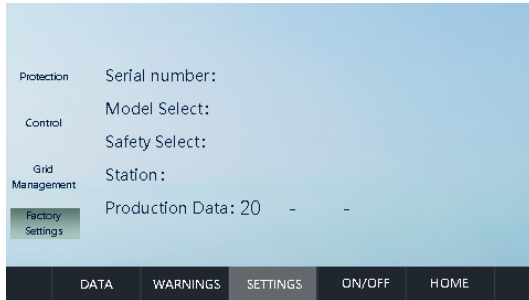 Protection
Control
Grid
Management
Factory
Settings
Serial number:
Model Select:
Safety Select:
Station:
Production Data: 20 - -
DATA WARNINGS SETTINGS ON/OFF HOME